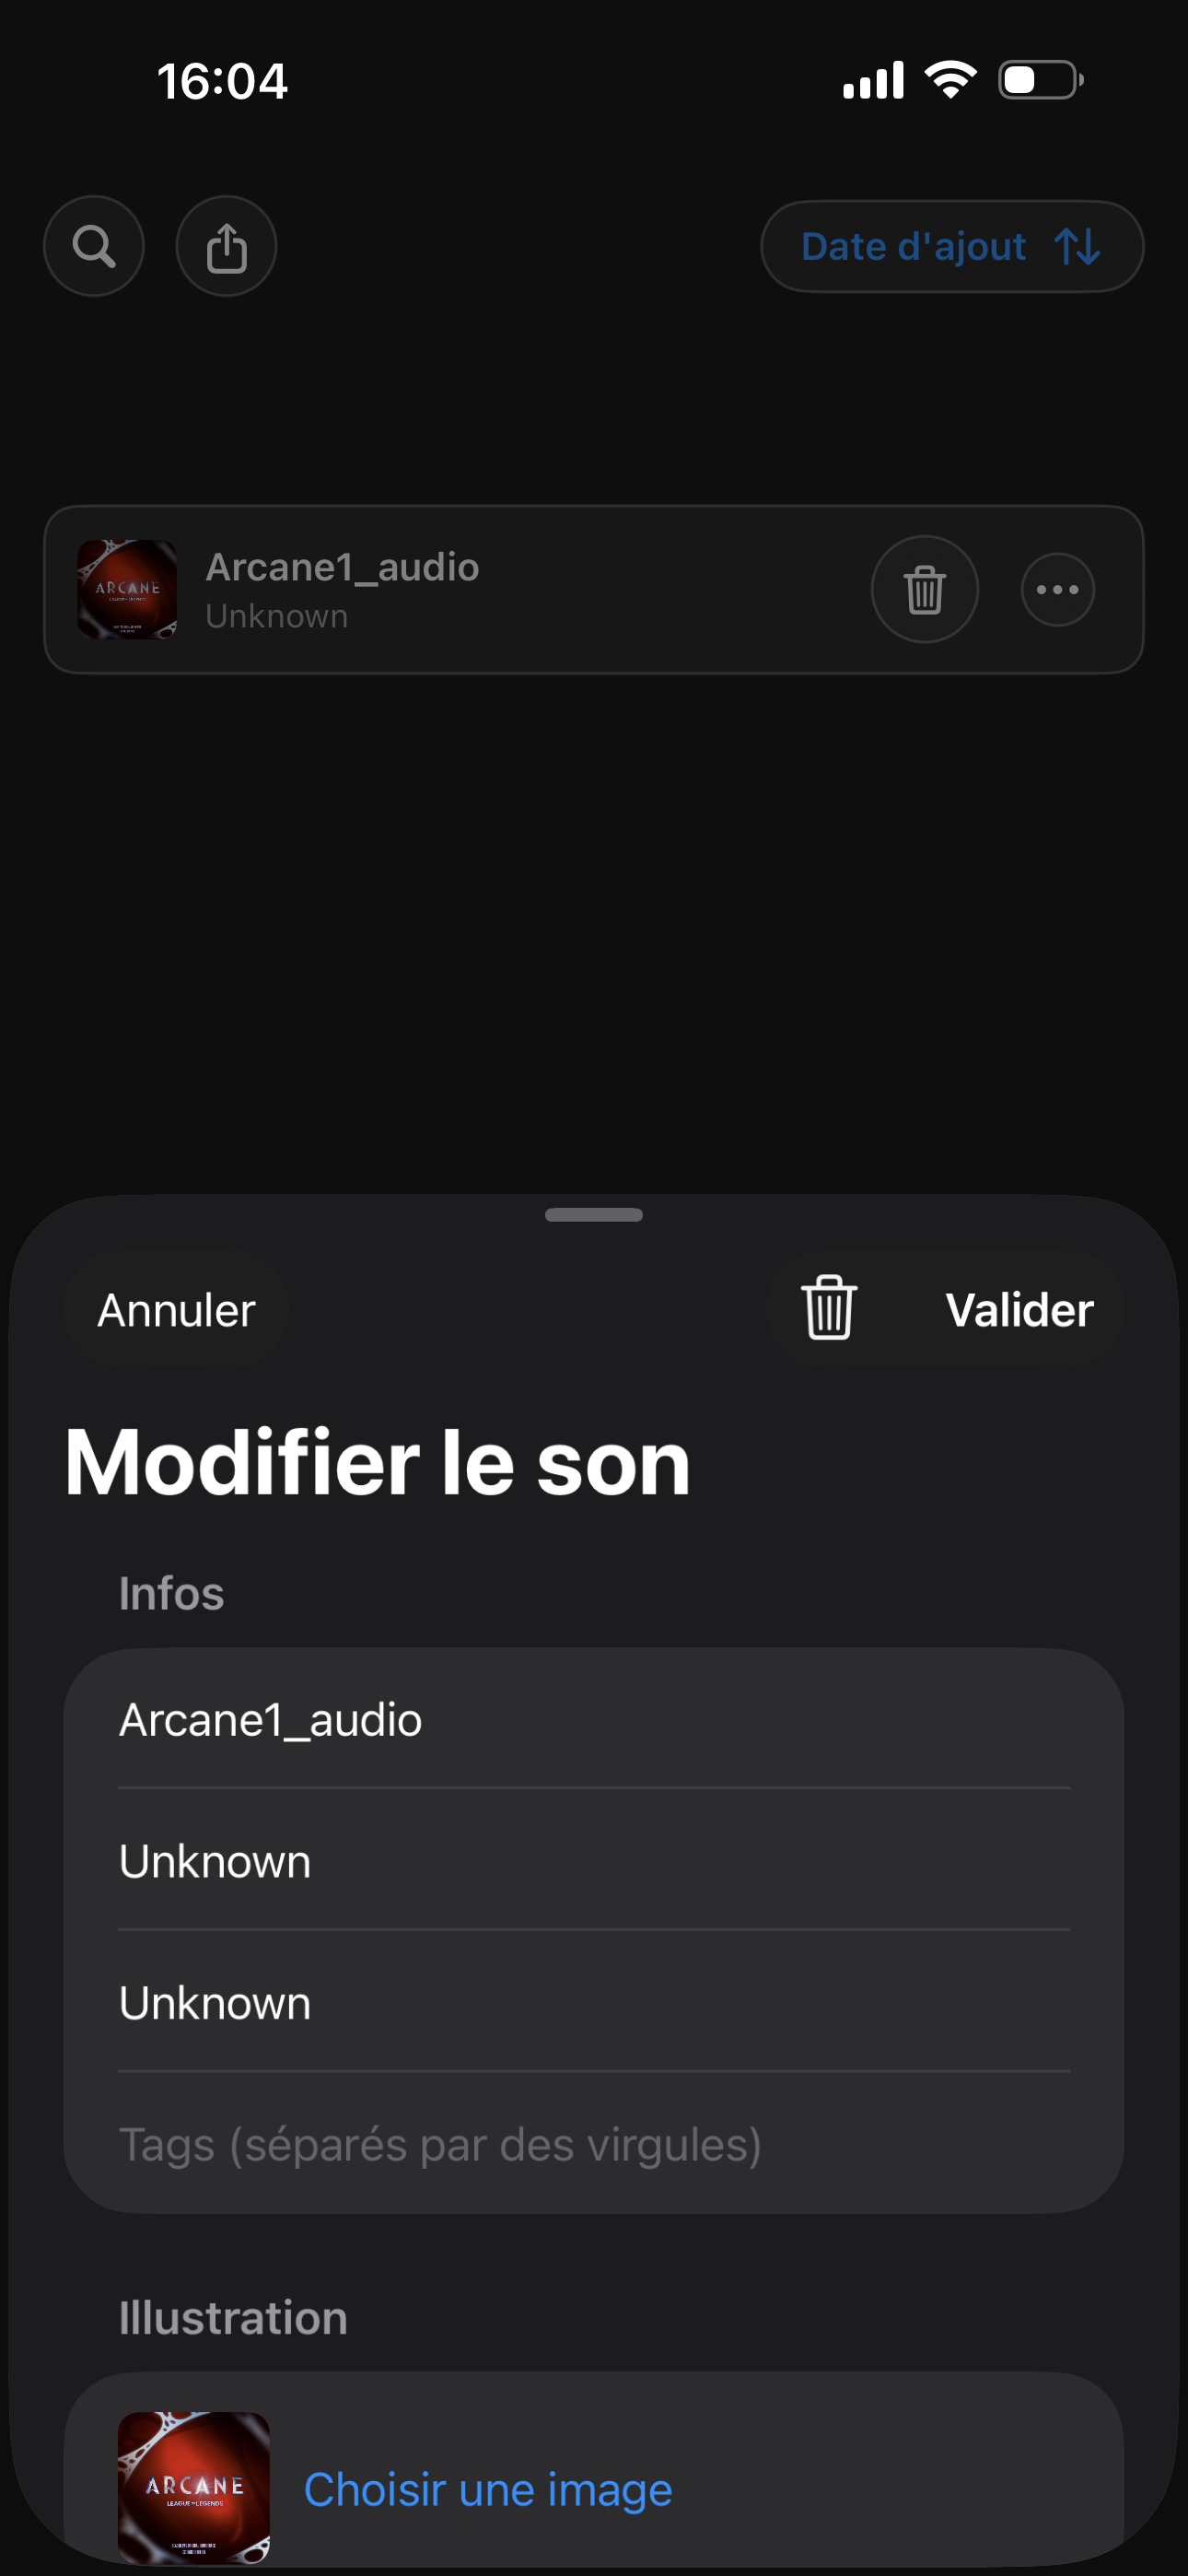 16:04
Date d'ajout
ARCANE
Arcane1_audio
Unknown
Annuler
Valider
Modifier le son
Infos
Arcane1_audio
Unknown
Unknown
Tags (séparés par des virgules)
Illustration
ARCANE
LEAGUE OF LEGENDS
Choisir une image